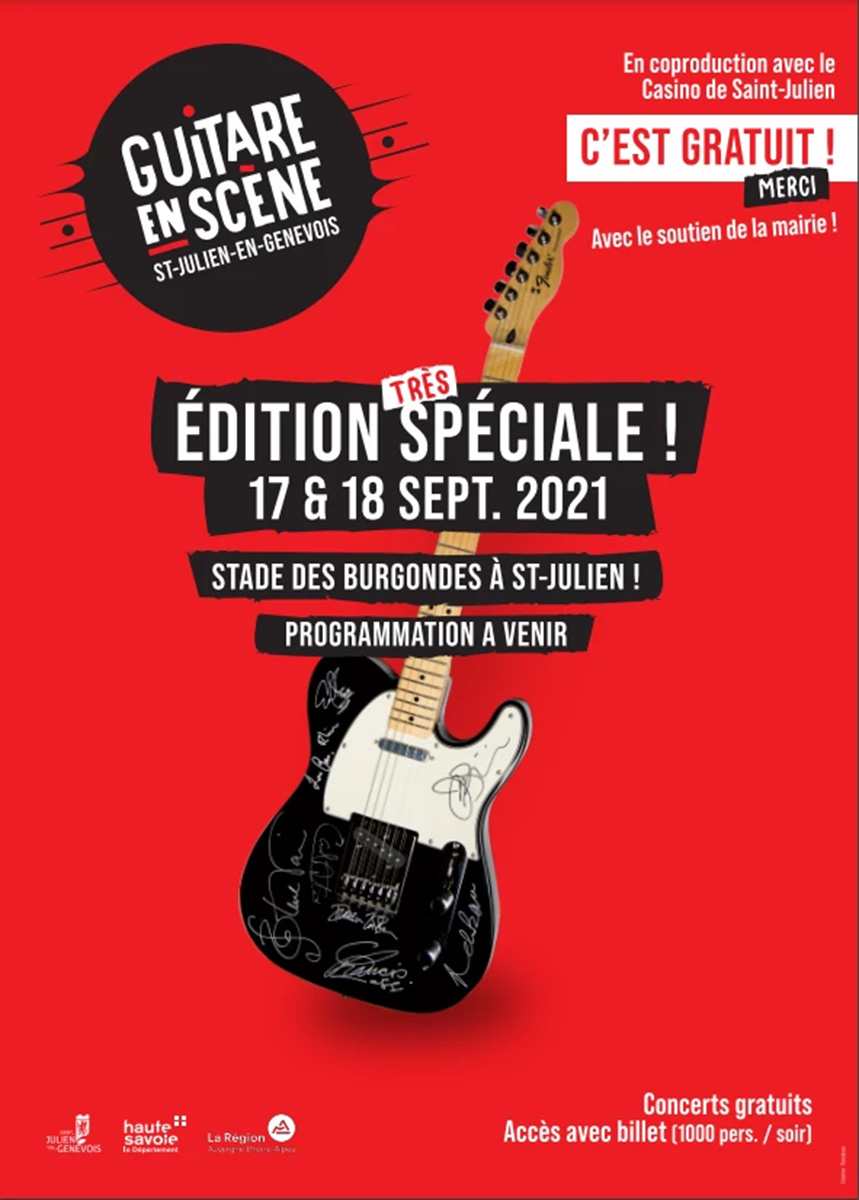 GUITARE
EN SCÈNE
ST-JULIEN-EN-GENEVOIS
En coproduction avec le
Casino de Saint-Julien
C'EST GRATUIT !
MERCI
Avec le soutien de la mairie !
Fender
TRÈS
ÉDITION SPÉCIALE !
17 & 18 SEPT. 2021
STADE DES BURGONDES À ST-JULIEN !
PROGRAMMATION A VENIR
Steve Vai
Concerts gratuits
Accès avec billet (1000 pers. / soir)
SAINT
JULIEN
EN-GENEVOIS
haute
savoie
le Département
La Région
Auvergne-Rhône-Alpes